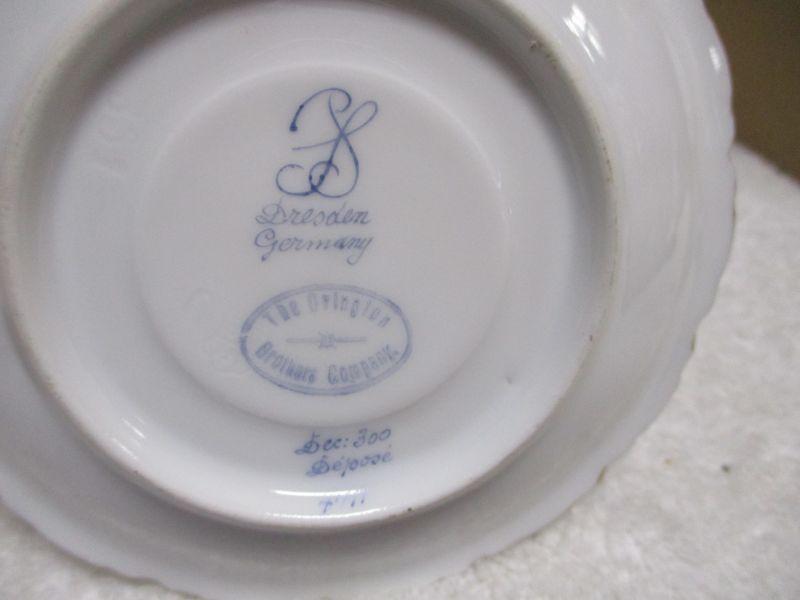 Dresden
Germany
The Ovington
Brothers Company.
Dec: 300
Déposé